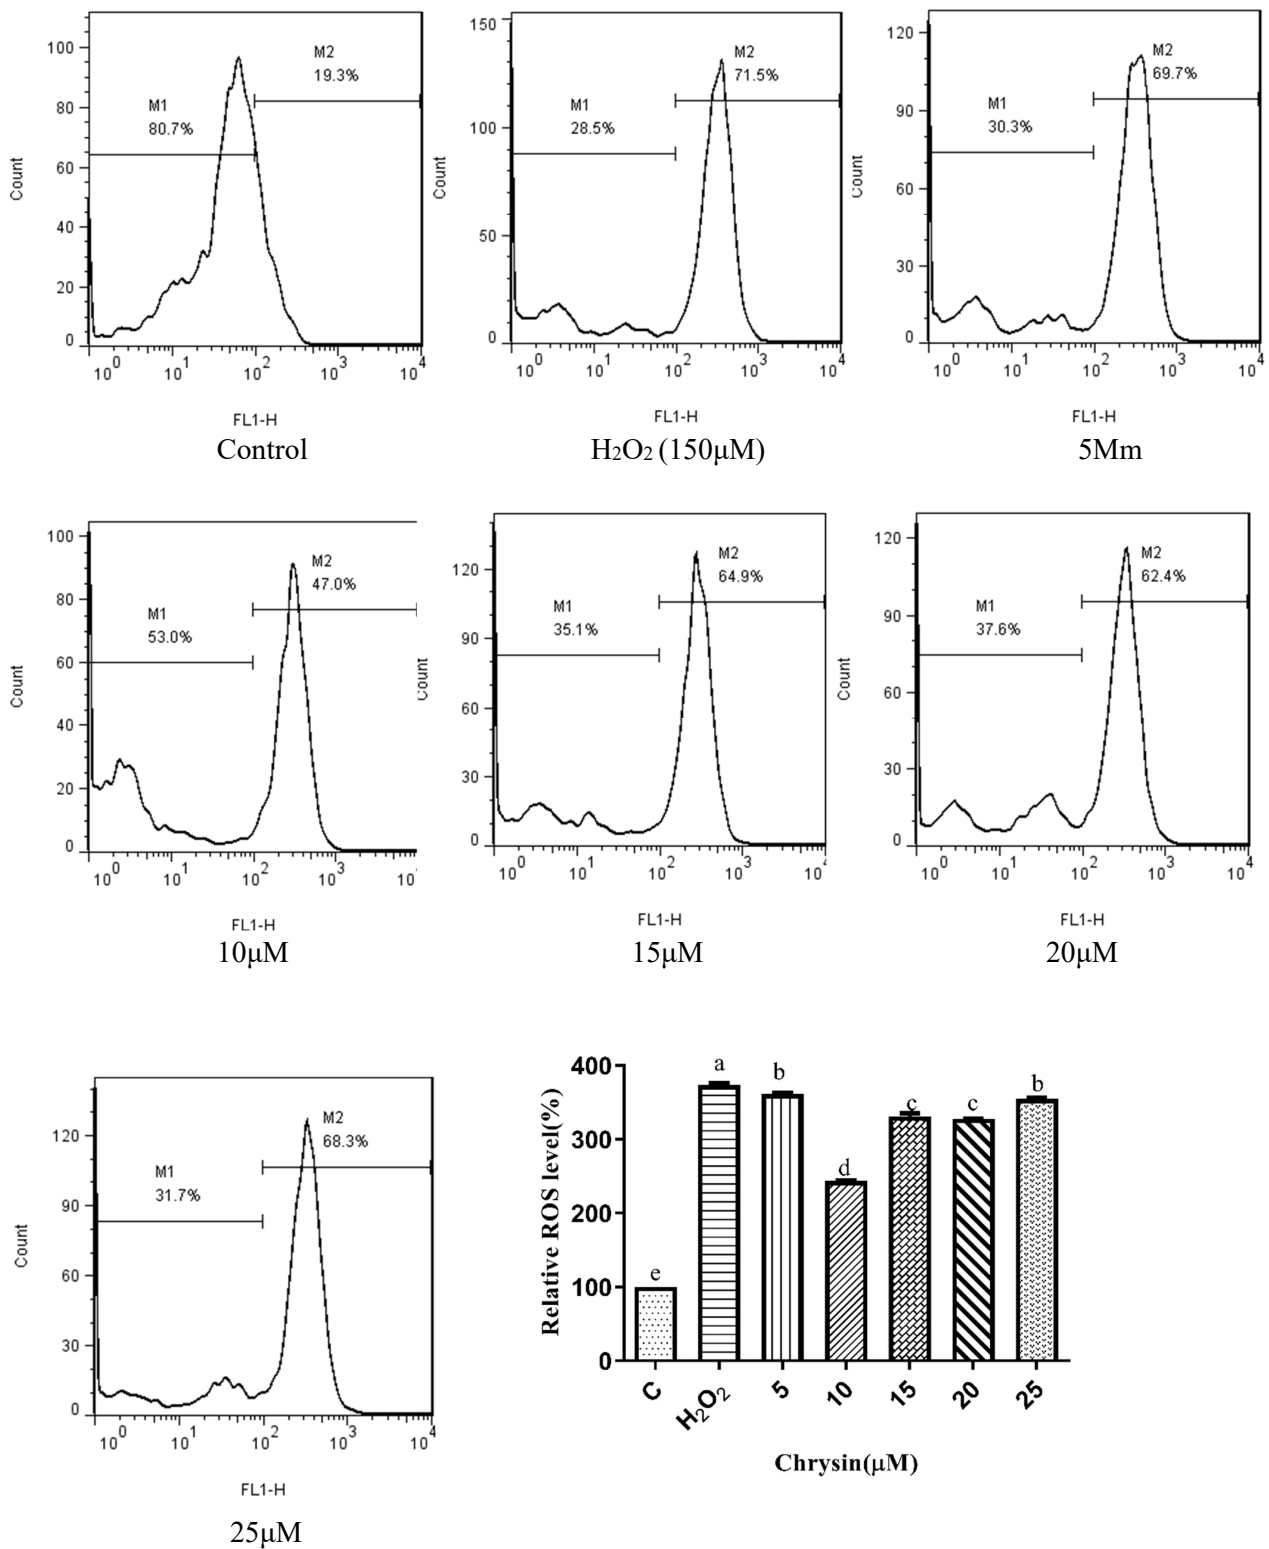 M2
19.3%
M1
80.7%
100
80
60
40
20
0
Count
10^0 10^1 10^2 10^3 10^4
FL1-H
Control
M2
71.5%
M1
28.5%
150
100
50
0
Count
10^0 10^1 10^2 10^3 10^4
FL1-H
H2O2 (150μM)
M2
69.7%
M1
30.3%
120
90
60
30
0
Count
10^0 10^1 10^2 10^3 10^4
FL1-H
5Mm
M2
47.0%
M1
53.0%
100
80
60
40
20
0
Count
10^0 10^1 10^2 10^3
FL1-H
10μM
M2
64.9%
M1
35.1%
120
90
60
30
0
Count
10^0 10^1 10^2 10^3
FL1-H
15μM
M2
62.4%
M1
37.6%
120
90
60
30
0
Count
10^0 10^1 10^2 10^3 10^4
FL1-H
20μM
M2
68.3%
M1
31.7%
120
90
60
30
0
Count
10^0 10^1 10^2 10^3 10^4
FL1-H
25μM
400
300
200
100
0
Relative ROS level(%)
e a b d c c b
C H2O2 5 10 15 20 25
Chrysin(μM)